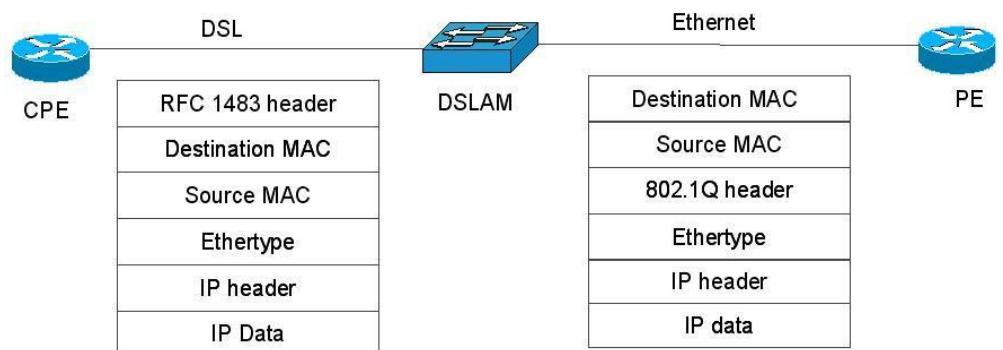 DSL
Ethernet
CPE
DSLAM
PE
RFC 1483 header
Destination MAC
Source MAC
Ethertype
IP header
IP Data
Destination MAC
Source MAC
802.1Q header
Ethertype
IP header
IP data